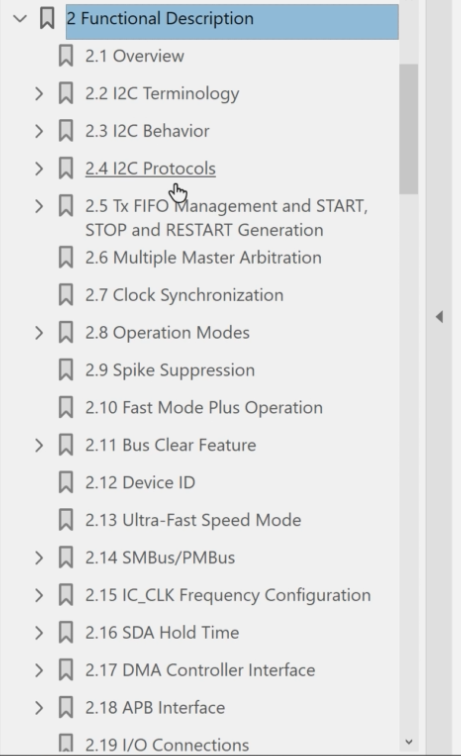 2 Functional Description
2.1 Overview
2.2 I2C Terminology
2.3 I2C Behavior
2.4 I2C Protocols
2.5 Tx FIFO Management and START,
STOP and RESTART Generation
2.6 Multiple Master Arbitration
2.7 Clock Synchronization
2.8 Operation Modes
2.9 Spike Suppression
2.10 Fast Mode Plus Operation
2.11 Bus Clear Feature
2.12 Device ID
2.13 Ultra-Fast Speed Mode
2.14 SMBus/PMBus
2.15 IC_CLK Frequency Configuration
2.16 SDA Hold Time
2.17 DMA Controller Interface
2.18 APB Interface
2.19 I/O Connections